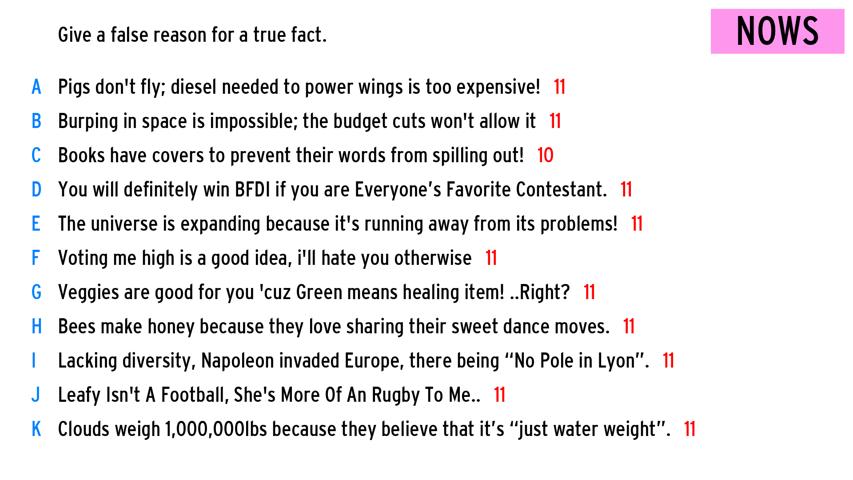 Give a false reason for a true fact.
NOWS
A Pigs don't fly; diesel needed to power wings is too expensive! 11
B Burping in space is impossible; the budget cuts won't allow it 11
C Books have covers to prevent their words from spilling out! 10
D You will definitely win BFDI if you are Everyone’s Favorite Contestant. 11
E The universe is expanding because it's running away from its problems! 11
F Voting me high is a good idea, i'll hate you otherwise 11
G Veggies are good for you 'cuz Green means healing item! ..Right? 11
H Bees make honey because they love sharing their sweet dance moves. 11
I Lacking diversity, Napoleon invaded Europe, there being “No Pole in Lyon”. 11
J Leafy Isn't A Football, She's More Of An Rugby To Me.. 11
K Clouds weigh 1,000,000lbs because they believe that it’s “just water weight”. 11